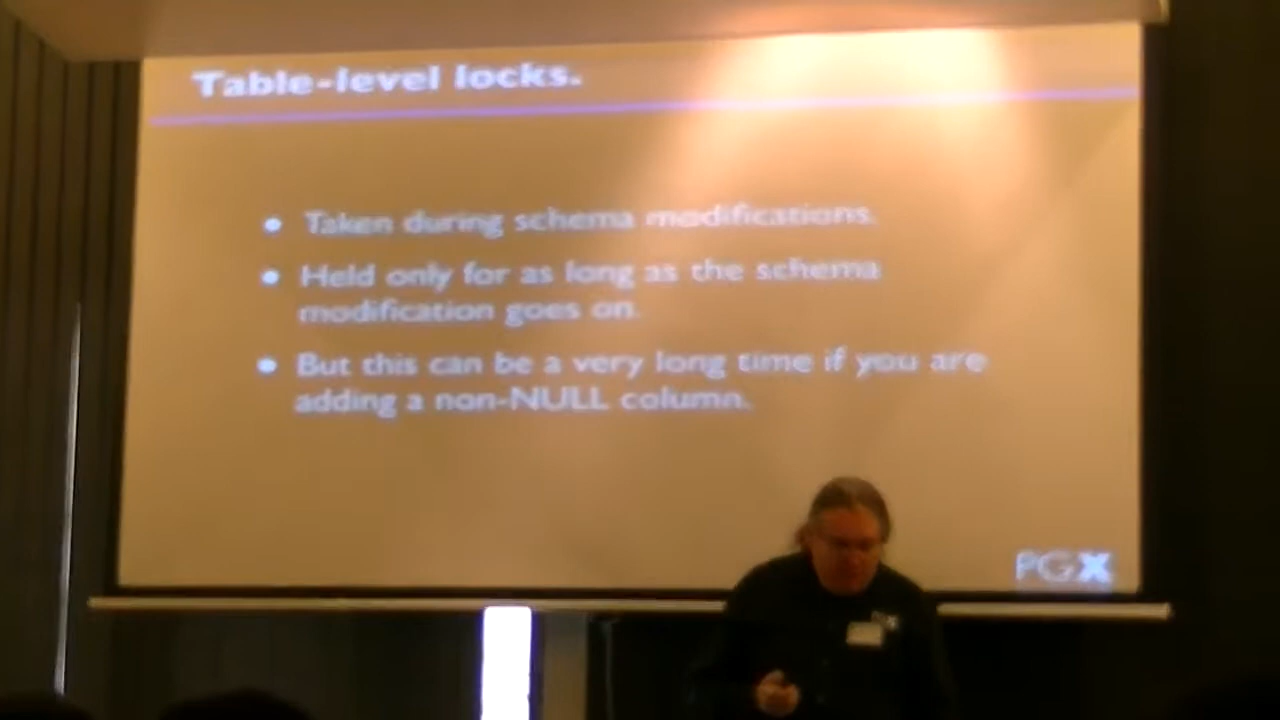 Table-level locks.
• Taken during schema modifications.
• Held only for as long as the schema
modification goes on.
• But this can be a very long time if you are
adding a non-NULL column.
PGX